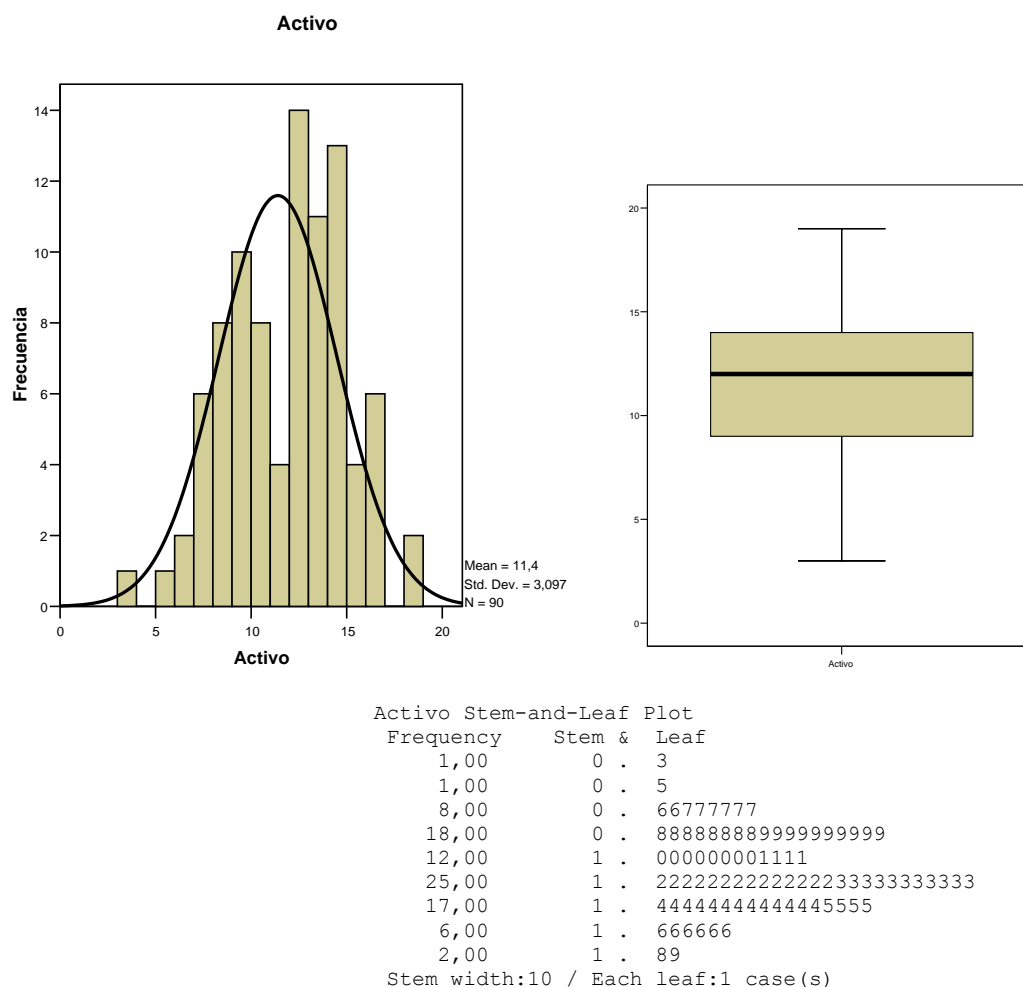 Activo
14
12
10
8
6
4
2
0
Frecuencia
0 5 10 15 20
Activo
Mean = 11,4
Std. Dev. = 3,097
N = 90
20
15
10
5
0
Activo
Activo Stem-and-Leaf Plot
Frequency Stem & Leaf
1,00 0 . 3
1,00 0 . 5
8,00 0 . 66777777
18,00 0 . 888888889999999999
12,00 1 . 000000001111
25,00 1 . 2222222222222233333333333
17,00 1 . 44444444444445555
6,00 1 . 666666
2,00 1 . 89
Stem width:10 / Each leaf:1 case(s)